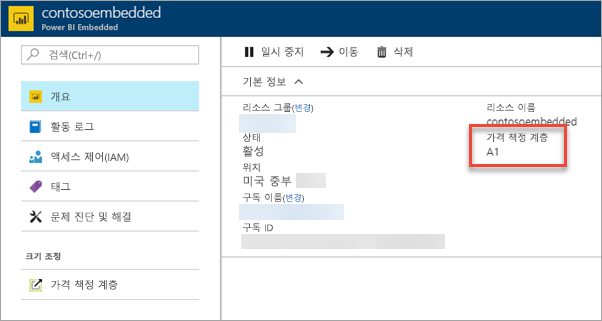 contosoembedded
Power BI Embedded
검색(Ctrl+/)
개요
활동 로그
액세스 제어(IAM)
태그
문제 진단 및 해결
크기 조정
가격 책정 계층
일시 중지
이동
삭제
기본 정보
리소스 그룹(변경)
상태
활성
위치
미국 중부
구독 이름(변경)
구독 ID
리소스 이름
contosoembedded
가격 책정 계층
A1